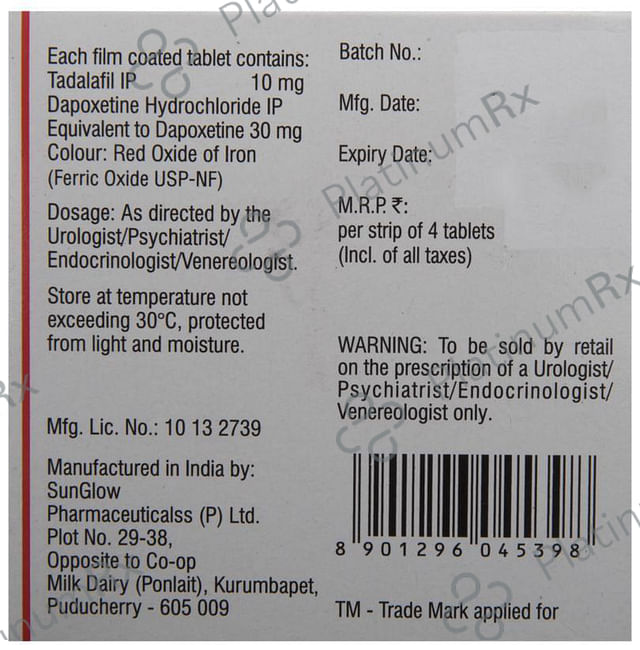 Each film coated tablet contains:
Tadalafil IP 10 mg
Dapoxetine Hydrochloride IP
Equivalent to Dapoxetine 30 mg
Colour: Red Oxide of Iron
(Ferric Oxide USP-NF)
Dosage: As directed by the
Urologist/Psychiatrist/
Endocrinologist/Venereologist.
Store at temperature not
exceeding 30°C, protected
from light and moisture.
Mfg. Lic. No.: 10 13 2739
Manufactured in India by:
SunGlow
Pharmaceuticalss (P) Ltd.
Plot No. 29-38,
Opposite to Co-op
Milk Dairy (Ponlait), Kurumbapet,
Puducherry - 605 009
Batch No.:
Mfg. Date:
Expiry Date:
M.R.P. ₹:
per strip of 4 tablets
(Incl. of all taxes)
WARNING: To be sold by retail
on the prescription of a Urologist/
Psychiatrist/Endocrinologist/
Venereologist only.
8 901296 045398
TM - Trade Mark applied for
PlatinumRx
PlatinumRx